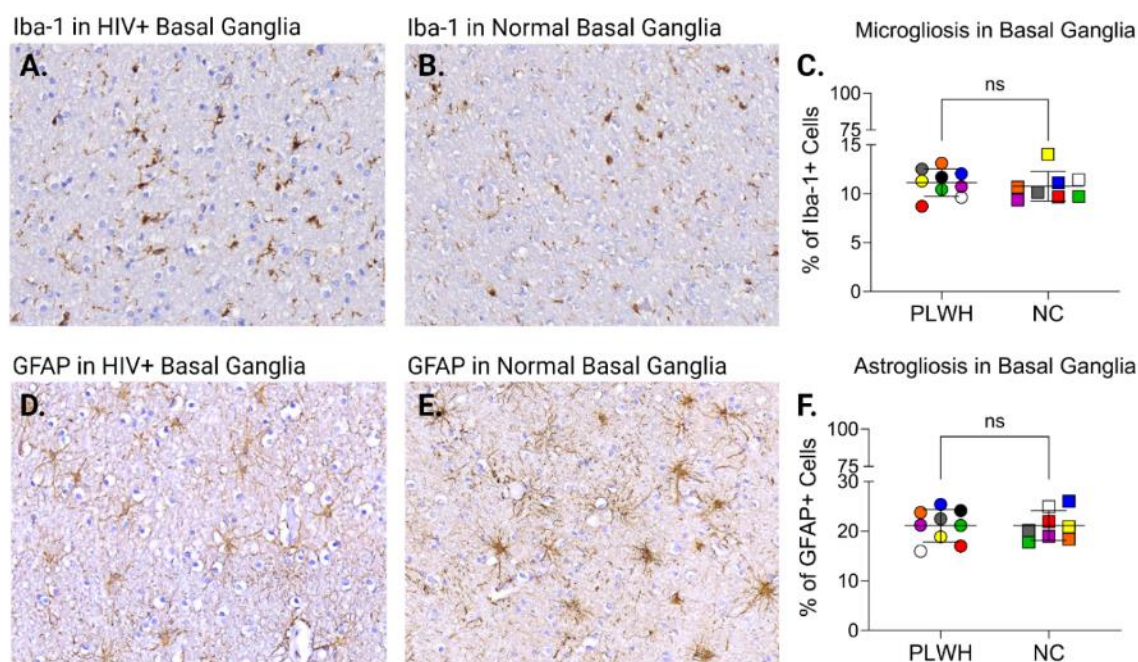 Iba-1 in HIV+ Basal Ganglia
A.
Iba-1 in Normal Basal Ganglia
B.
Microgliosis in Basal Ganglia
C.
ns
100
75
15
10
5
0
% of Iba-1+ Cells
PLWH NC
GFAP in HIV+ Basal Ganglia
D.
GFAP in Normal Basal Ganglia
E.
Astrogliosis in Basal Ganglia
F.
ns
100
75
30
20
10
0
% of GFAP+ Cells
PLWH NC